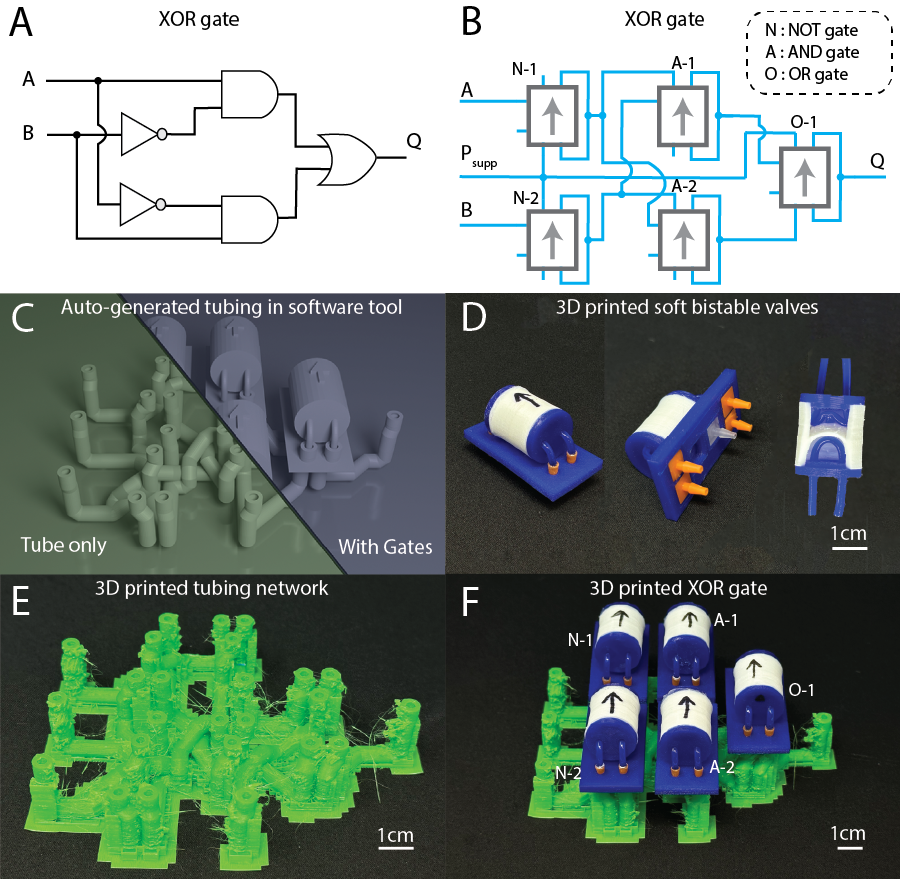 A
XOR gate
A
B
Q
B
XOR gate
N : NOT gate
A : AND gate
O : OR gate
N-1
A-1
A
O-1
P supp
Q
N-2
A-2
B
C
Auto-generated tubing in software tool
Tube only
With Gates
D
3D printed soft bistable valves
1cm
E
3D printed tubing network
1cm
F
3D printed XOR gate
N-1
A-1
O-1
N-2
A-2
1cm